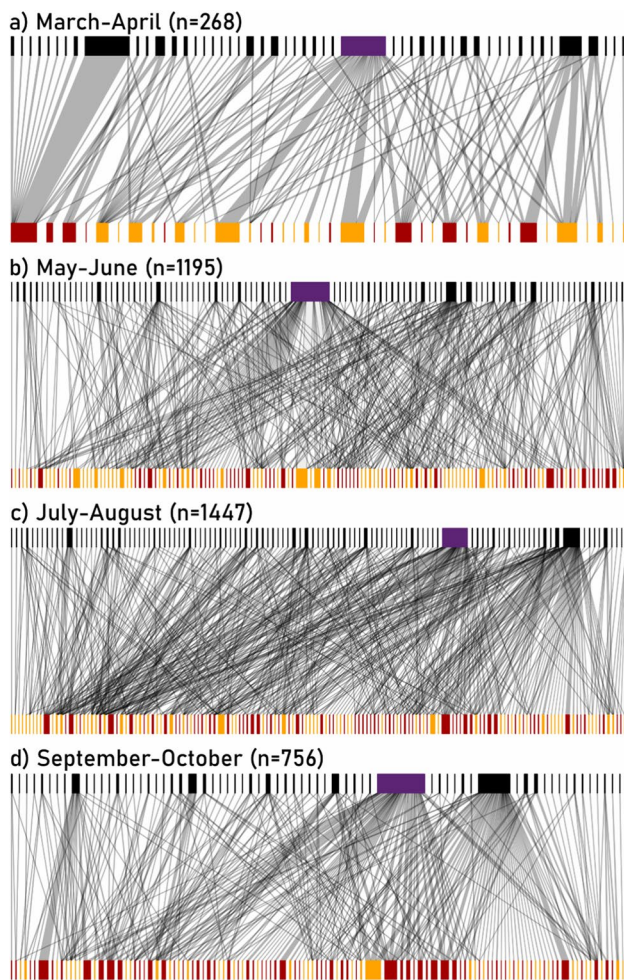 a) March-April (n=268)
b) May-June (n=1195)
c) July-August (n=1447)
d) September-October (n=756)